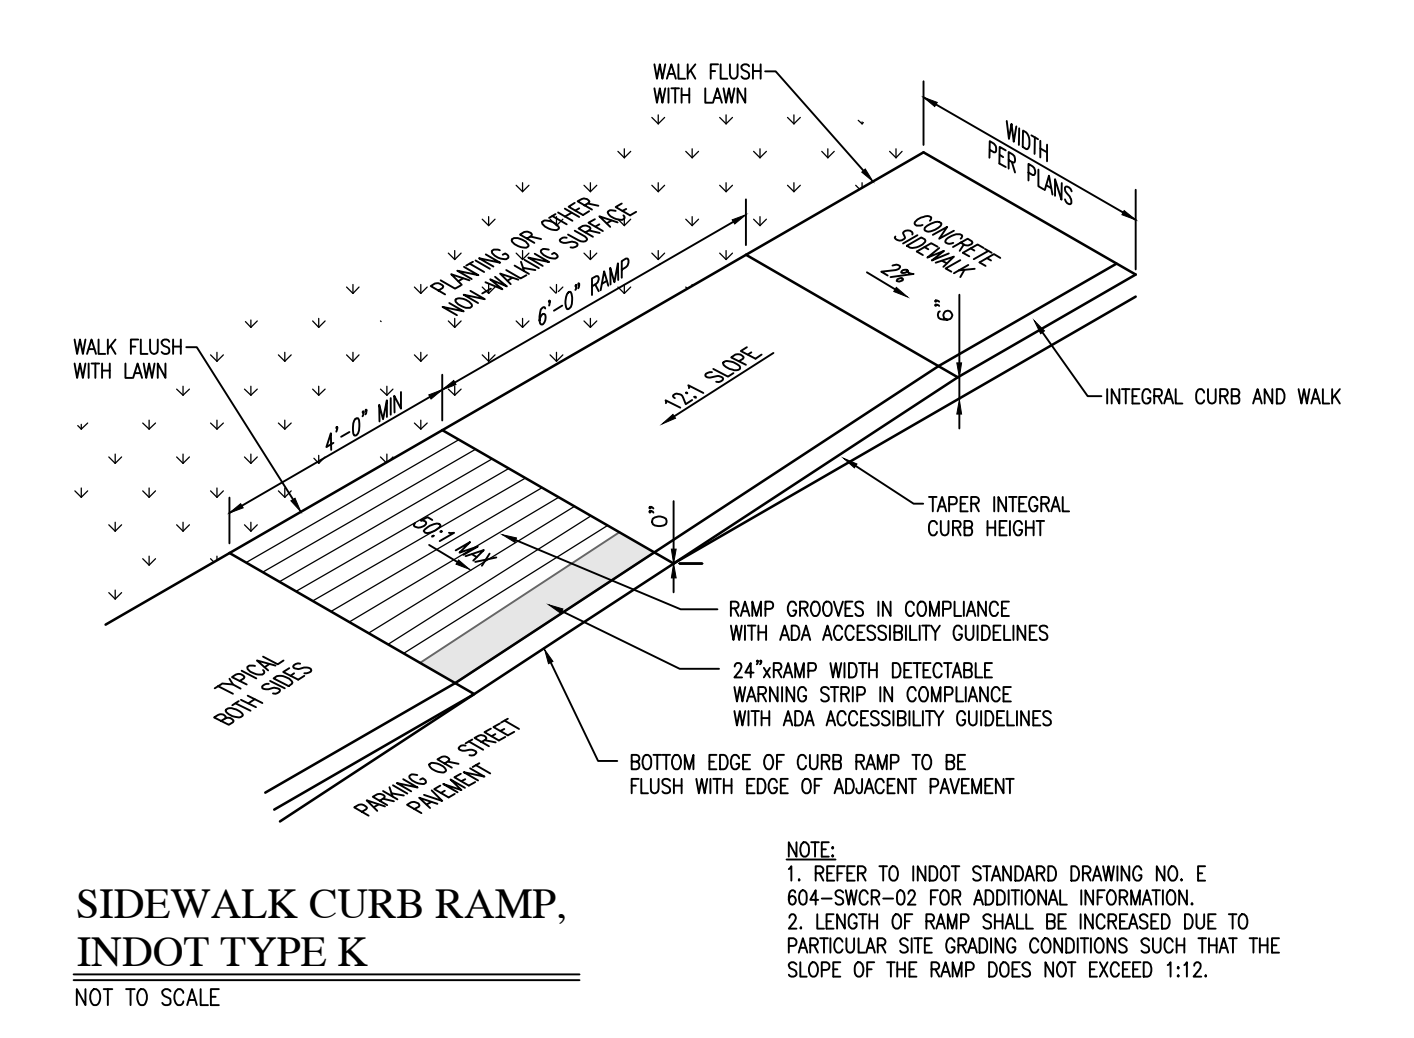 WALK FLUSH
WITH LAWN
WIDTH
PER PLANS
PLANTING OR OTHER
NON-WALKING SURFACE
CONCRETE
SIDEWALK
2%
6"
6'-0" RAMP
WALK FLUSH
WITH LAWN
12:1 SLOPE
INTEGRAL CURB AND WALK
4'-0" MIN
TAPER INTEGRAL
CURB HEIGHT
0"
50:1 MAX
RAMP GROOVES IN COMPLIANCE
WITH ADA ACCESSIBILITY GUIDELINES
TYPICAL
BOTH SIDES
24"xRAMP WIDTH DETECTABLE
WARNING STRIP IN COMPLIANCE
WITH ADA ACCESSIBILITY GUIDELINES
PARKING OR STREET
PAVEMENT
BOTTOM EDGE OF CURB RAMP TO BE
FLUSH WITH EDGE OF ADJACENT PAVEMENT
NOTE:
1. REFER TO INDOT STANDARD DRAWING NO. E
604-SWCR-02 FOR ADDITIONAL INFORMATION.
2. LENGTH OF RAMP SHALL BE INCREASED DUE TO
PARTICULAR SITE GRADING CONDITIONS SUCH THAT THE
SLOPE OF THE RAMP DOES NOT EXCEED 1:12.
SIDEWALK CURB RAMP,
INDOT TYPE K
NOT TO SCALE